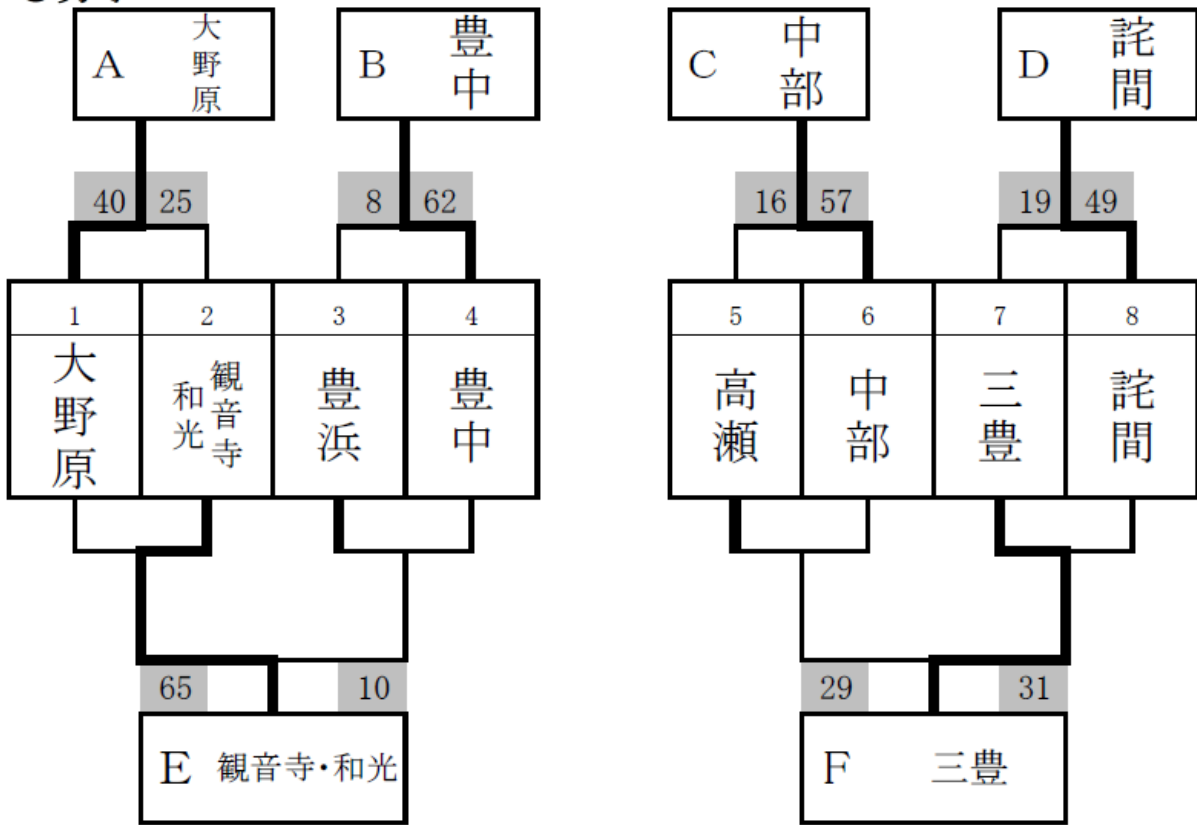 A 大野原
B 豊中
C 中部
D 詫間
40 25
8 62
16 57
19 49
1 2 3 4
5 6 7 8
大野原
観音寺
和光
豊浜
豊中
高瀬
中部
三豊
詫間
65 10
29 31
E 観音寺・和光
F 三豊